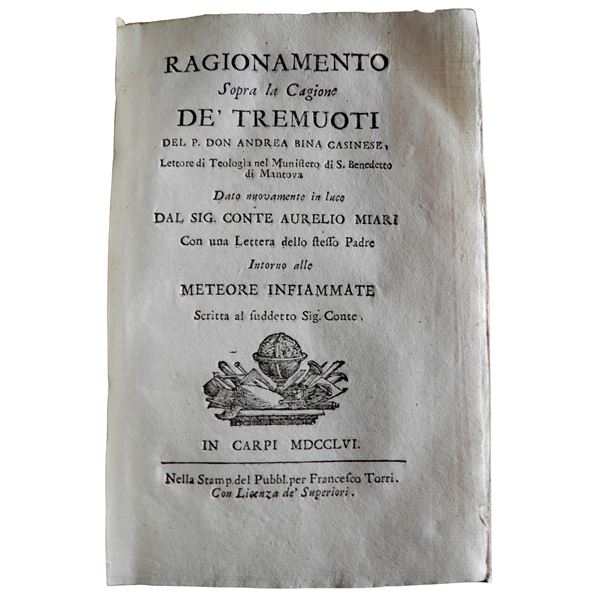 RAGIONAMENTO
Sopra la Cagione
DE' TREMUOTI
DEL P. DON ANDREA BINA CASINESE,
Lettore di Teologia nel Muniſtero di S. Benedetto
di Mantova
Dato nuovamente in luce
DAL SIG. CONTE AURELIO MIARI
Con una Lettera dello ſteſſo Padre
Intorno alle
METEORE INFIAMMATE
Scritta al ſuddetto Sig. Conte.
IN CARPI MDCCLVI.
Nella Stamp. del Pubbl. per Franceſco Torri.
Con Licenza de' Superiori.